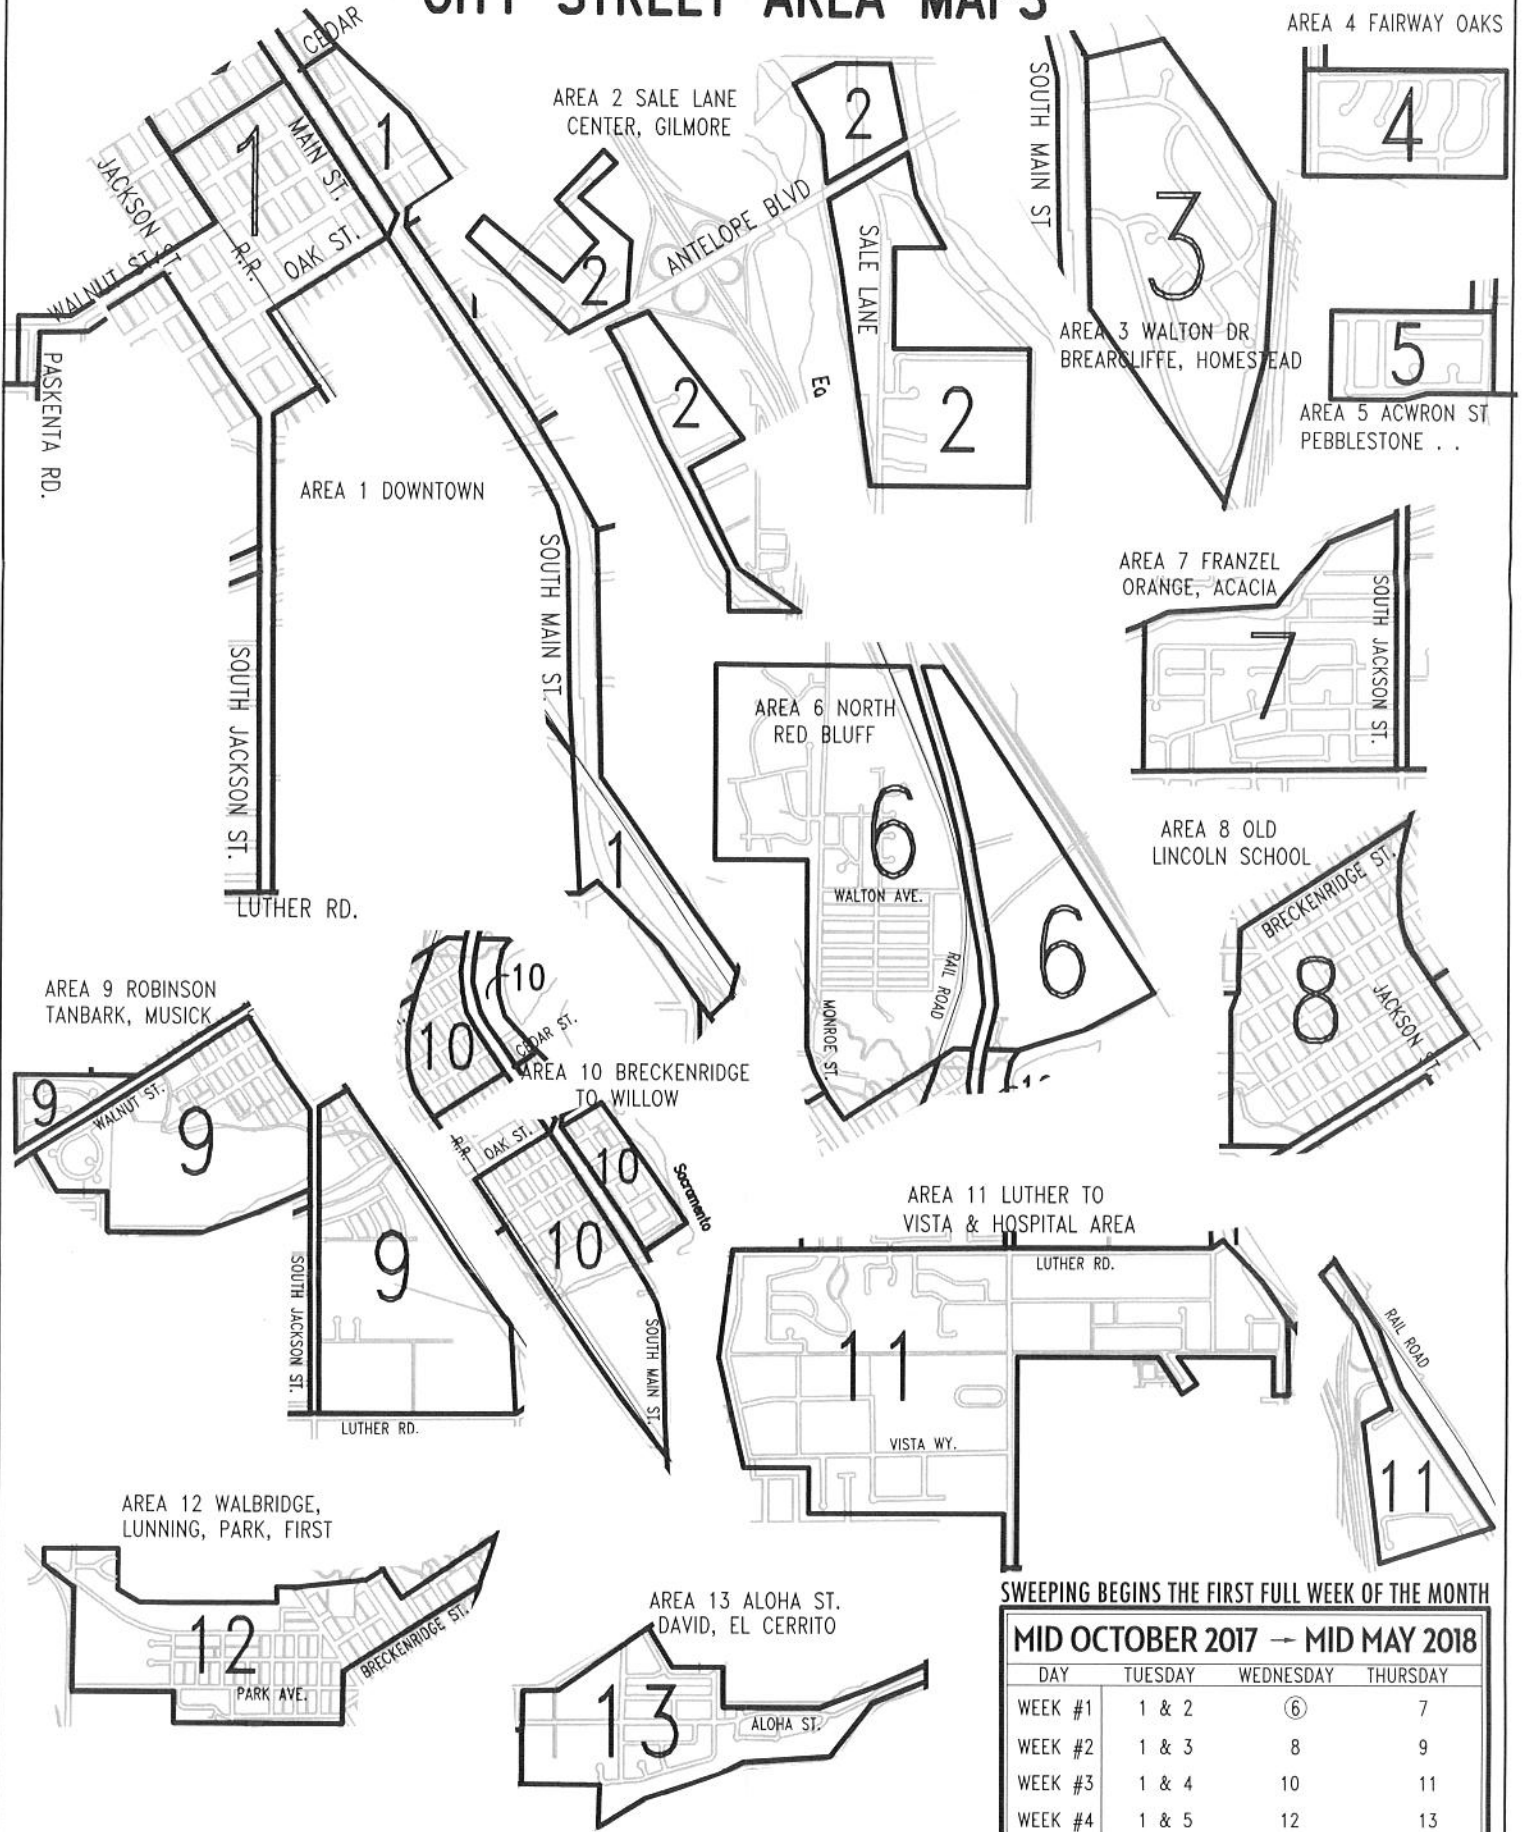 CITY STREET AREA MAPS
CEDAR
1
1
MAIN ST.
JACKSON ST.
R.R.
OAK ST.
WALNUT ST.
PASKENTA RD.
AREA 1 DOWNTOWN
SOUTH MAIN ST.
SOUTH JACKSON ST.
LUTHER RD.
1
AREA 2 SALE LANE
CENTER, GILMORE
2
2
2
2
ANTELOPE BLVD
SALE LANE
Ea
SOUTH MAIN ST
3
AREA 3 WALTON DR
BREARCLIFFE, HOMESTEAD
AREA 4 FAIRWAY OAKS
4
5
AREA 5 ACWRON ST
PEBBLESTONE . .
AREA 6 NORTH
RED BLUFF
6
WALTON AVE.
6
RAIL ROAD
MONROE ST.
AREA 7 FRANZEL
ORANGE, ACACIA
7
SOUTH JACKSON ST.
AREA 8 OLD
LINCOLN SCHOOL
BRECKENRIDGE ST.
8
JACKSON ST.
AREA 9 ROBINSON
TANBARK, MUSICK
9
WALNUT ST.
9
9
SOUTH JACKSON ST.
LUTHER RD.
10
10
CEDAR ST.
AREA 10 BRECKENRIDGE
TO WILLOW
R.R.
OAK ST.
10
Sacramento
10
SOUTH MAIN ST.
AREA 11 LUTHER TO
VISTA & HOSPITAL AREA
LUTHER RD.
11
VISTA WY.
RAIL ROAD
11
AREA 12 WALBRIDGE,
LUNNING, PARK, FIRST
12
BRECKENRIDGE ST.
PARK AVE.
AREA 13 ALOHA ST.
DAVID, EL CERRITO
13
ALOHA ST.
SWEEPING BEGINS THE FIRST FULL WEEK OF THE MONTH
MID OCTOBER 2017 – MID MAY 2018
DAY TUESDAY WEDNESDAY THURSDAY
WEEK #1 1 & 2 ⑥ 7
WEEK #2 1 & 3 8 9
WEEK #3 1 & 4 10 11
WEEK #4 1 & 5 12 13